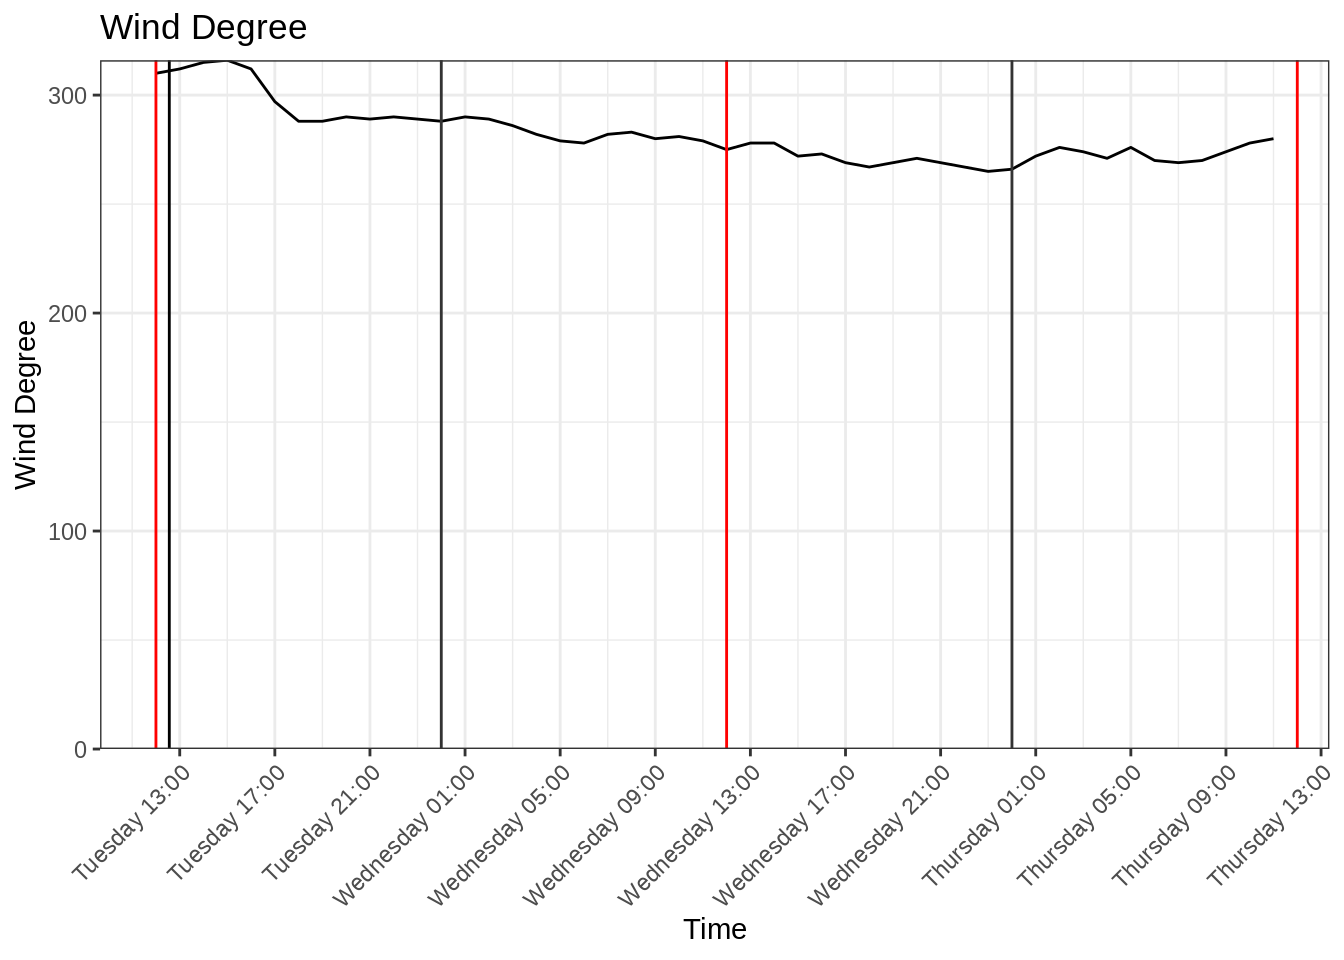 Wind Degree
Wind Degree
300
200
100
0
Tuesday 13:00
Tuesday 17:00
Tuesday 21:00
Wednesday 01:00
Wednesday 05:00
Wednesday 09:00
Wednesday 13:00
Wednesday 17:00
Wednesday 21:00
Thursday 01:00
Thursday 05:00
Thursday 09:00
Thursday 13:00
Time